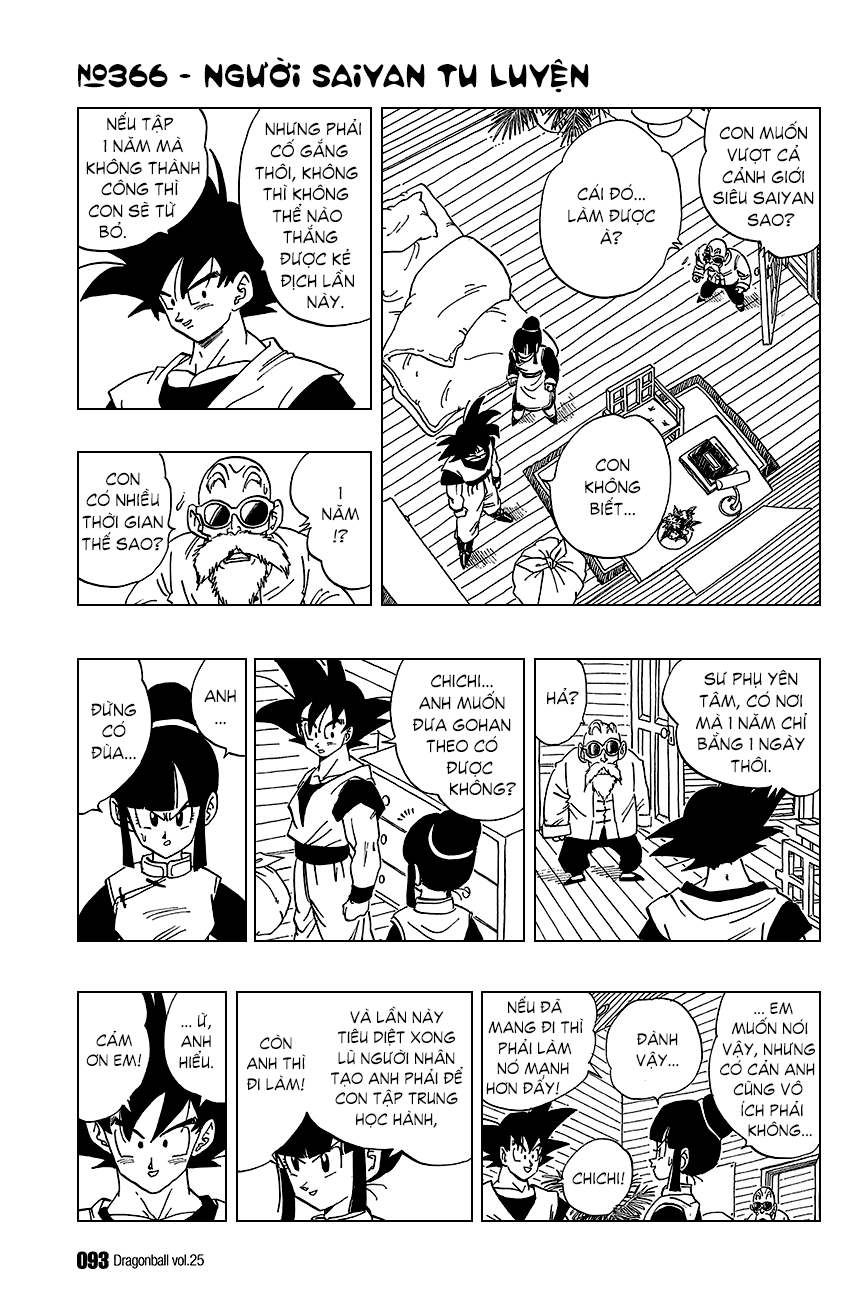 №366 - NGƯỜI SAIYAN TU LUYỆN
CON MUỐN
VƯỢT CẢ
CẢNH GIỚI
SIÊU SAIYAN
SAO?
CÁI ĐÓ...
LÀM ĐƯỢC
À?
CON
KHÔNG
BIẾT...
NHƯNG PHẢI
CỐ GẮNG
THÔI, KHÔNG
THÌ KHÔNG
THỂ NÀO
THẮNG
ĐƯỢC KẺ
ĐỊCH LẦN
NÀY.
NẾU TẬP
1 NĂM MÀ
KHÔNG THÀNH
CÔNG THÌ
CON SẼ TỪ
BỎ.
1
NĂM
!?
CON
CÓ NHIỀU
THỜI GIAN
THẾ SAO?
SƯ PHỤ YÊN
TÂM, CÓ NƠI
MÀ 1 NĂM CHỈ
BẰNG 1 NGÀY
THÔI.
HẢ?
CHICHI...
ANH MUỐN
ĐƯA GOHAN
THEO CÓ
ĐƯỢC
KHÔNG?
ANH
...
ĐỪNG
CÓ
ĐÙA...
... EM
MUỐN NÓI
VẬY, NHƯNG
CÓ CẢN ANH
CŨNG VÔ
ÍCH PHẢI
KHÔNG...
ĐÀNH
VẬY...
NẾU ĐÃ
MANG ĐI THÌ
PHẢI LÀM
NÓ MẠNH
HƠN ĐẤY!
CHICHI!
VÀ LẦN NÀY
TIÊU DIỆT XONG
LŨ NGƯỜI NHÂN
TẠO ANH PHẢI ĐỂ
CON TẬP TRUNG
HỌC HÀNH,
CÒN
ANH THÌ
ĐI LÀM!
... Ừ,
ANH
HIỂU.
CẢM
ƠN EM!
093 Dragonball vol.25